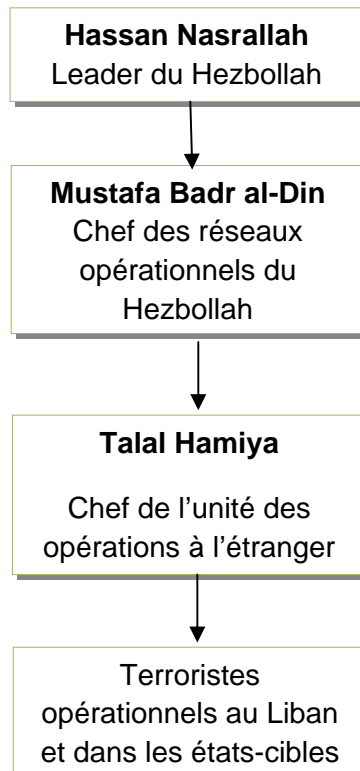 Hassan Nasrallah
Leader du Hezbollah
Mustafa Badr al-Din
Chef des réseaux
opérationnels du
Hezbollah
Talal Hamiya
Chef de l’unité des
opérations à l’étranger
Terroristes
opérationnels au Liban
et dans les états-cibles